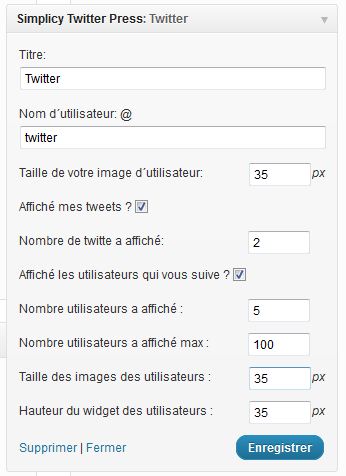 Simplicy Twitter Press: Twitter
Titre:
Twitter
Nom d´utilisateur: @
twitter
Taille de votre image d´utilisateur: 35 px
Affiché mes tweets ?
Nombre de twitte a affiché: 2
Affiché les utilisateurs qui vous suive ?
Nombre utilisateurs a affiché : 5
Nombre utilisateurs a affiché max : 100
Taille des images des utilisateurs : 35 px
Hauteur du widget des utilisateurs : 35 px
Supprimer | Fermer Enregistrer